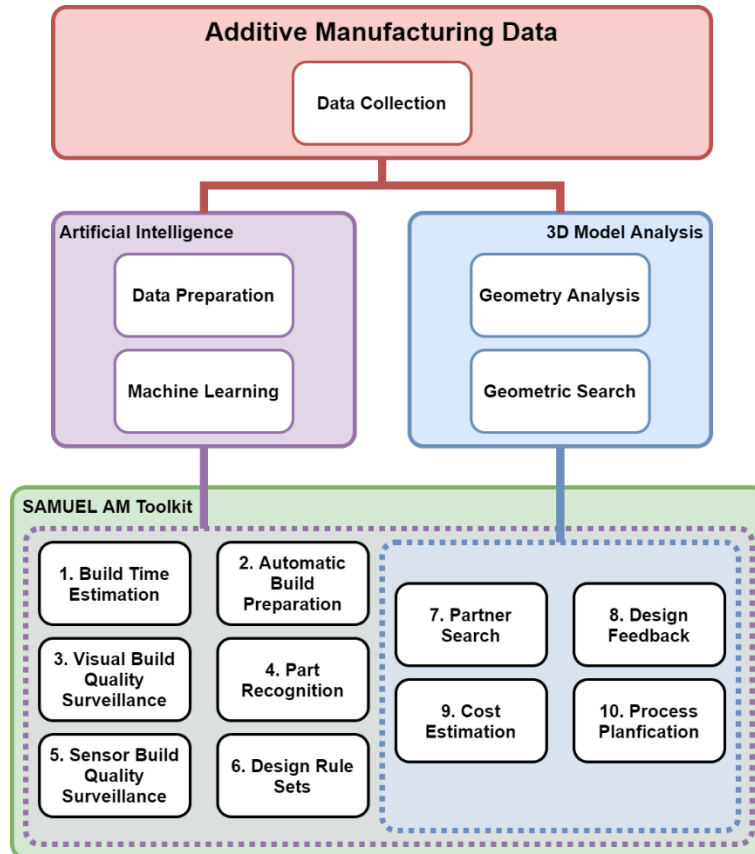 Additive Manufacturing Data
Data Collection
Artificial Intelligence
3D Model Analysis
Data Preparation
Geometry Analysis
Machine Learning
Geometric Search
SAMUEL AM Toolkit
1. Build Time
Estimation
2. Automatic
Build
Preparation
3. Visual Build
Quality
Surveillance
4. Part
Recognition
5. Sensor Build
Quality
Surveillance
6. Design Rule
Sets
7. Partner
Search
8. Design
Feedback
9. Cost
Estimation
10. Process
Planfication